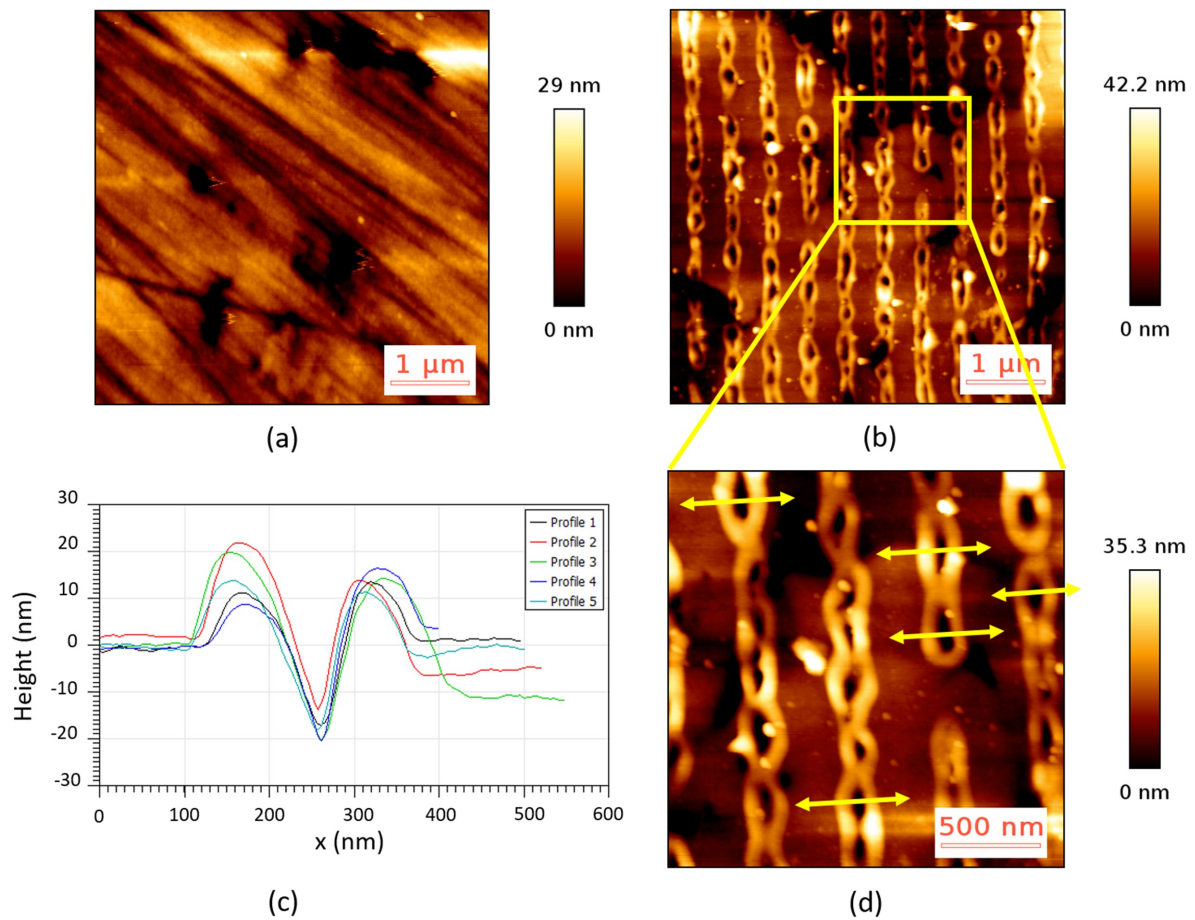 29 nm
0 nm
1 μm
(a)
42.2 nm
0 nm
1 μm
(b)
30
20
10
0
-10
-20
-30
Height (nm)
0
100
200
300
400
500
600
x (nm)
Profile 1
Profile 2
Profile 3
Profile 4
Profile 5
(c)
35.3 nm
0 nm
500 nm
(d)